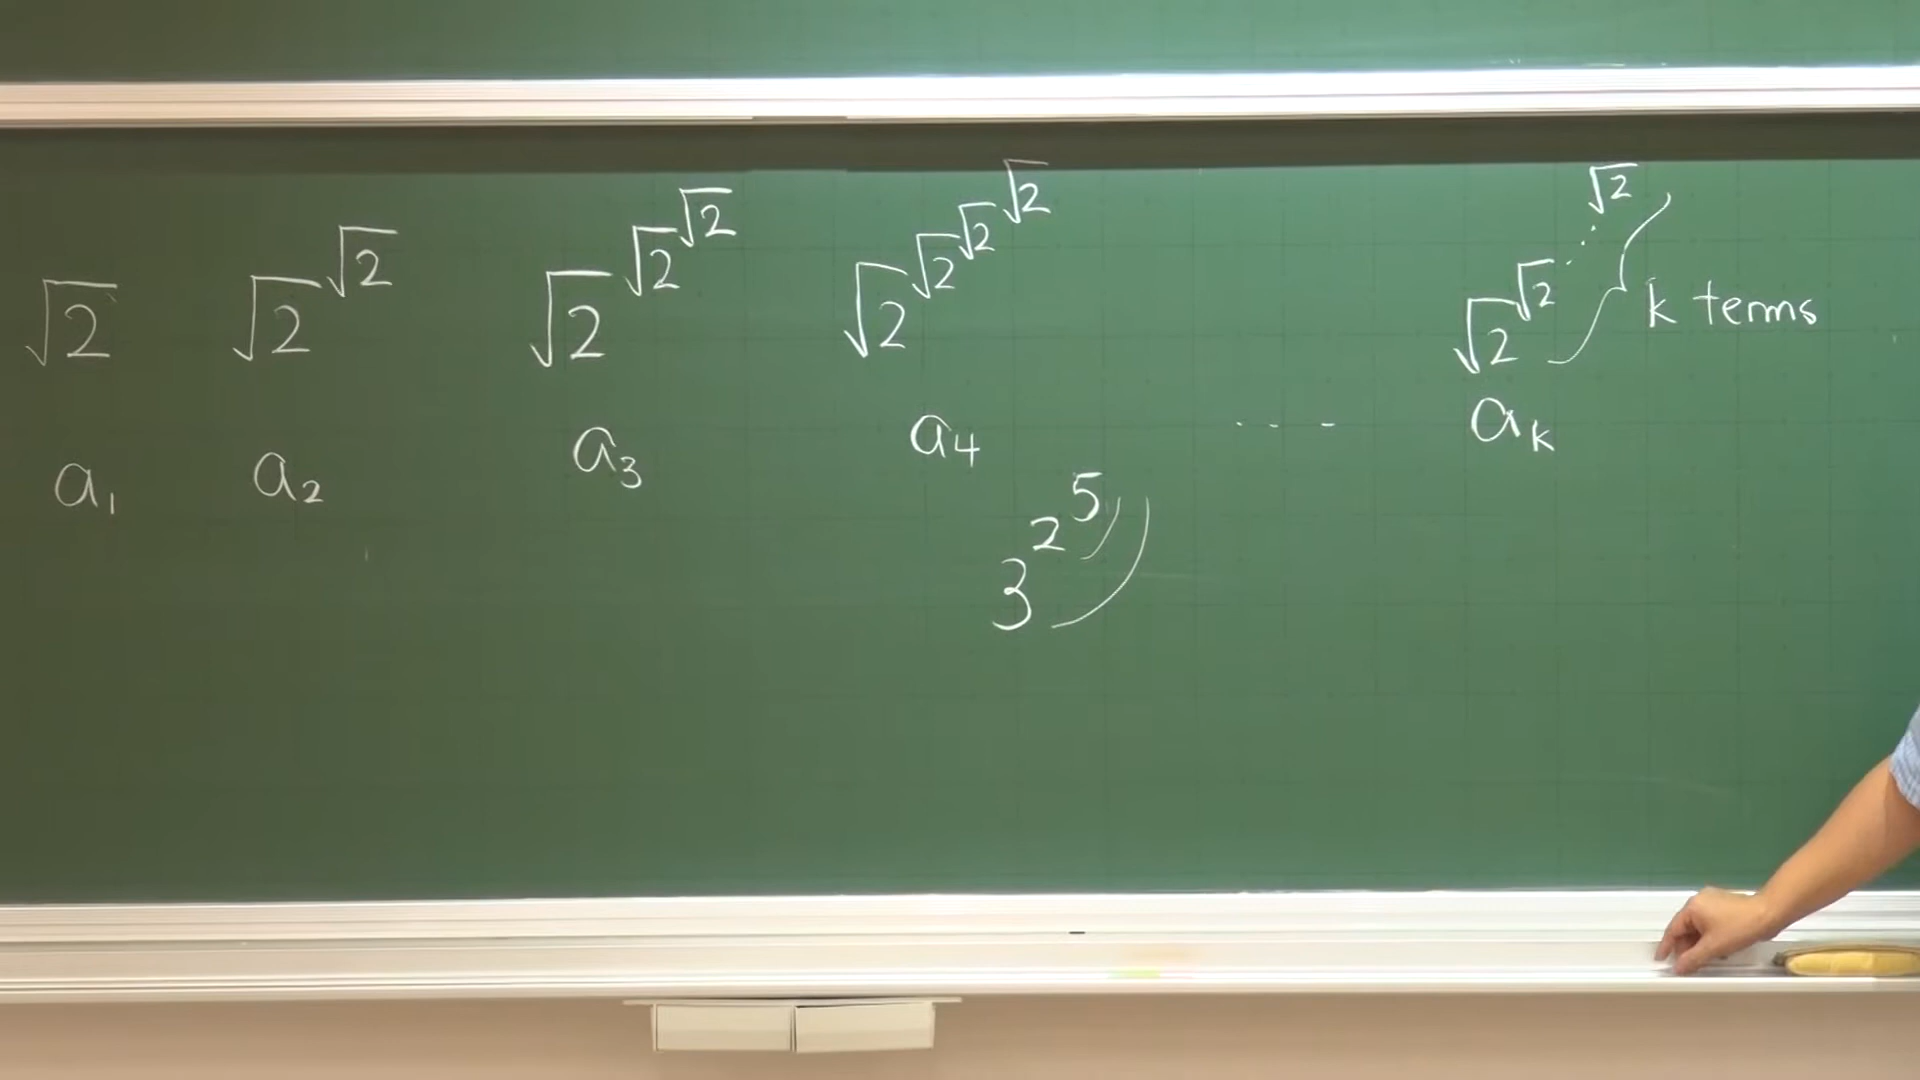 √2 √2^√2 √2^√2^√2 √2^√2^√2^√2 √2^√2^⋰^√2 k terms
a₁ a₂ a₃ a₄ ... aₖ
3^2^5